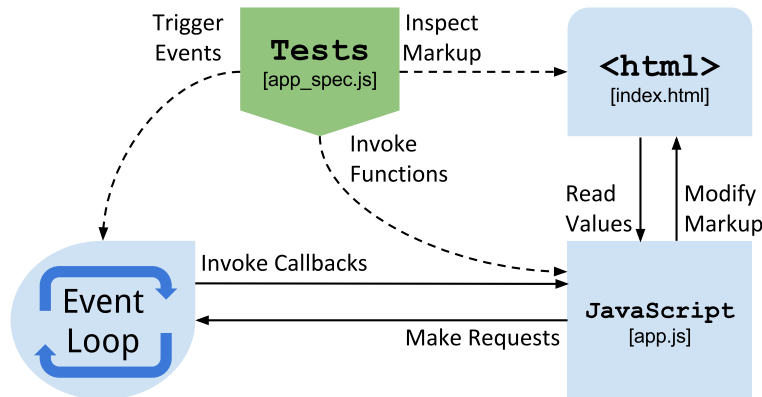 Trigger
Events
Tests
[app_spec.js]
Inspect
Markup
<html>
[index.html]
Invoke
Functions
Read
Values
Modify
Markup
Event
Loop
Invoke Callbacks
Make Requests
JavaScript
[app.js]